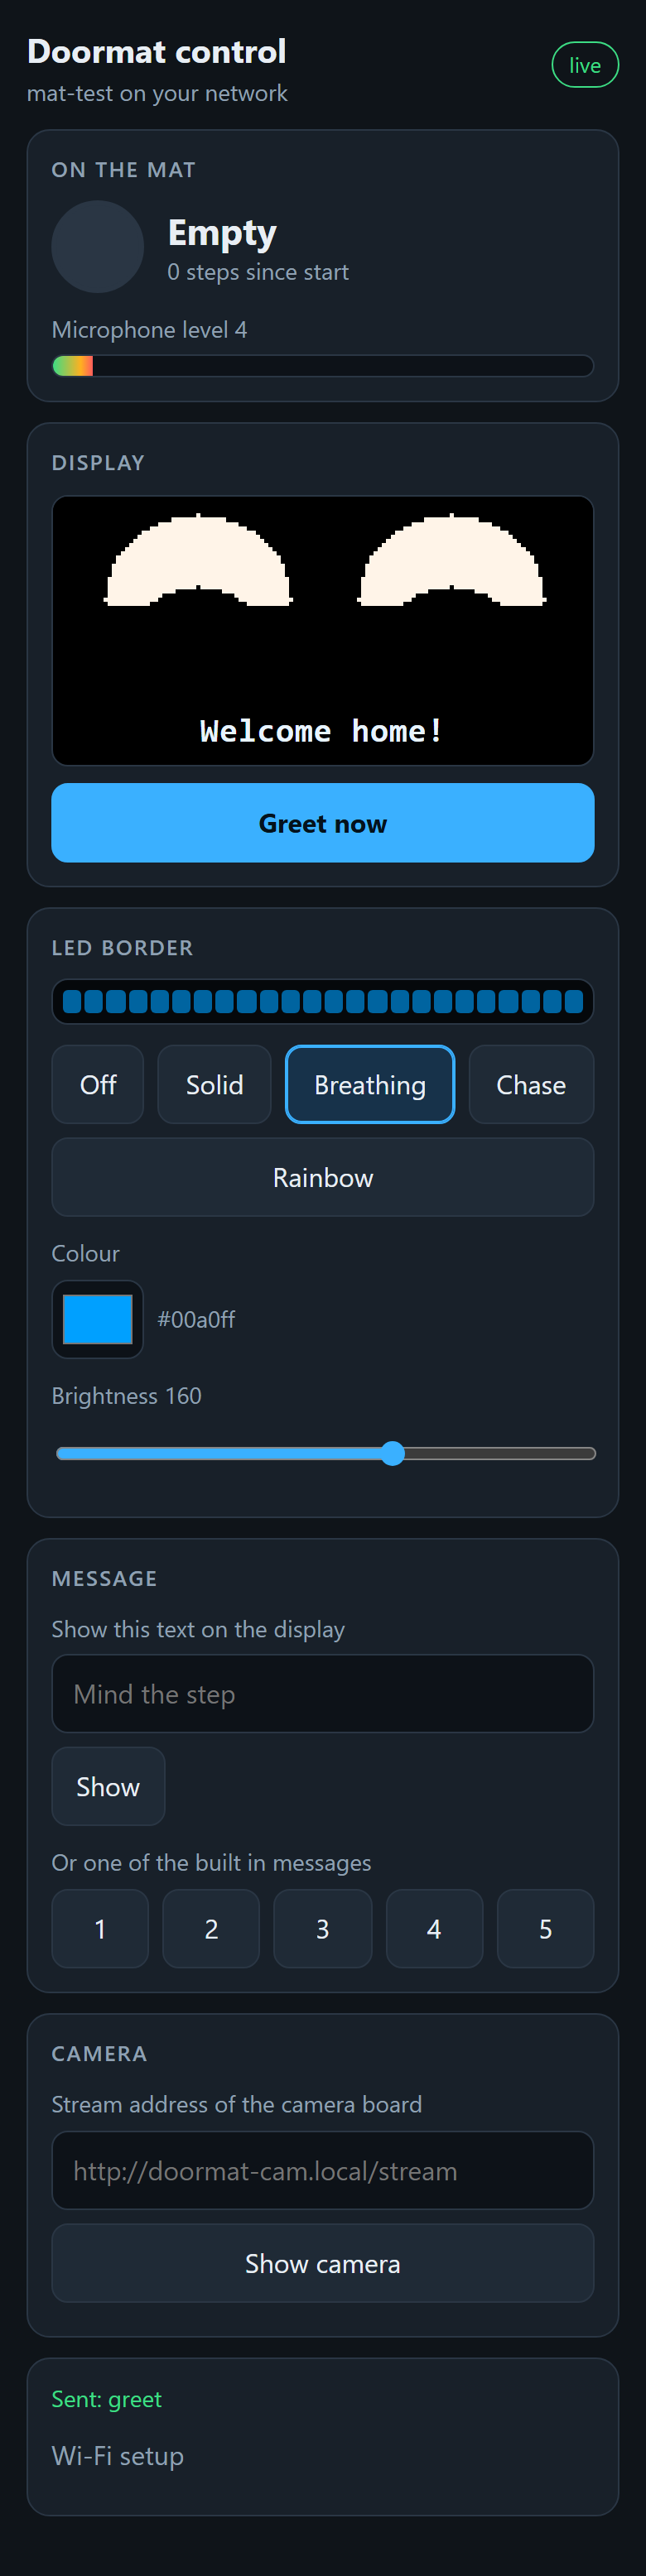 Doormat control
live
mat-test on your network
ON THE MAT
Empty
0 steps since start
Microphone level 4
DISPLAY
Welcome home!
Greet now
LED BORDER
Off Solid Breathing Chase
Rainbow
Colour
#00a0ff
Brightness 160
MESSAGE
Show this text on the display
Mind the step
Show
Or one of the built in messages
1 2 3 4 5
CAMERA
Stream address of the camera board
http://doormat-cam.local/stream
Show camera
Sent: greet
Wi-Fi setup